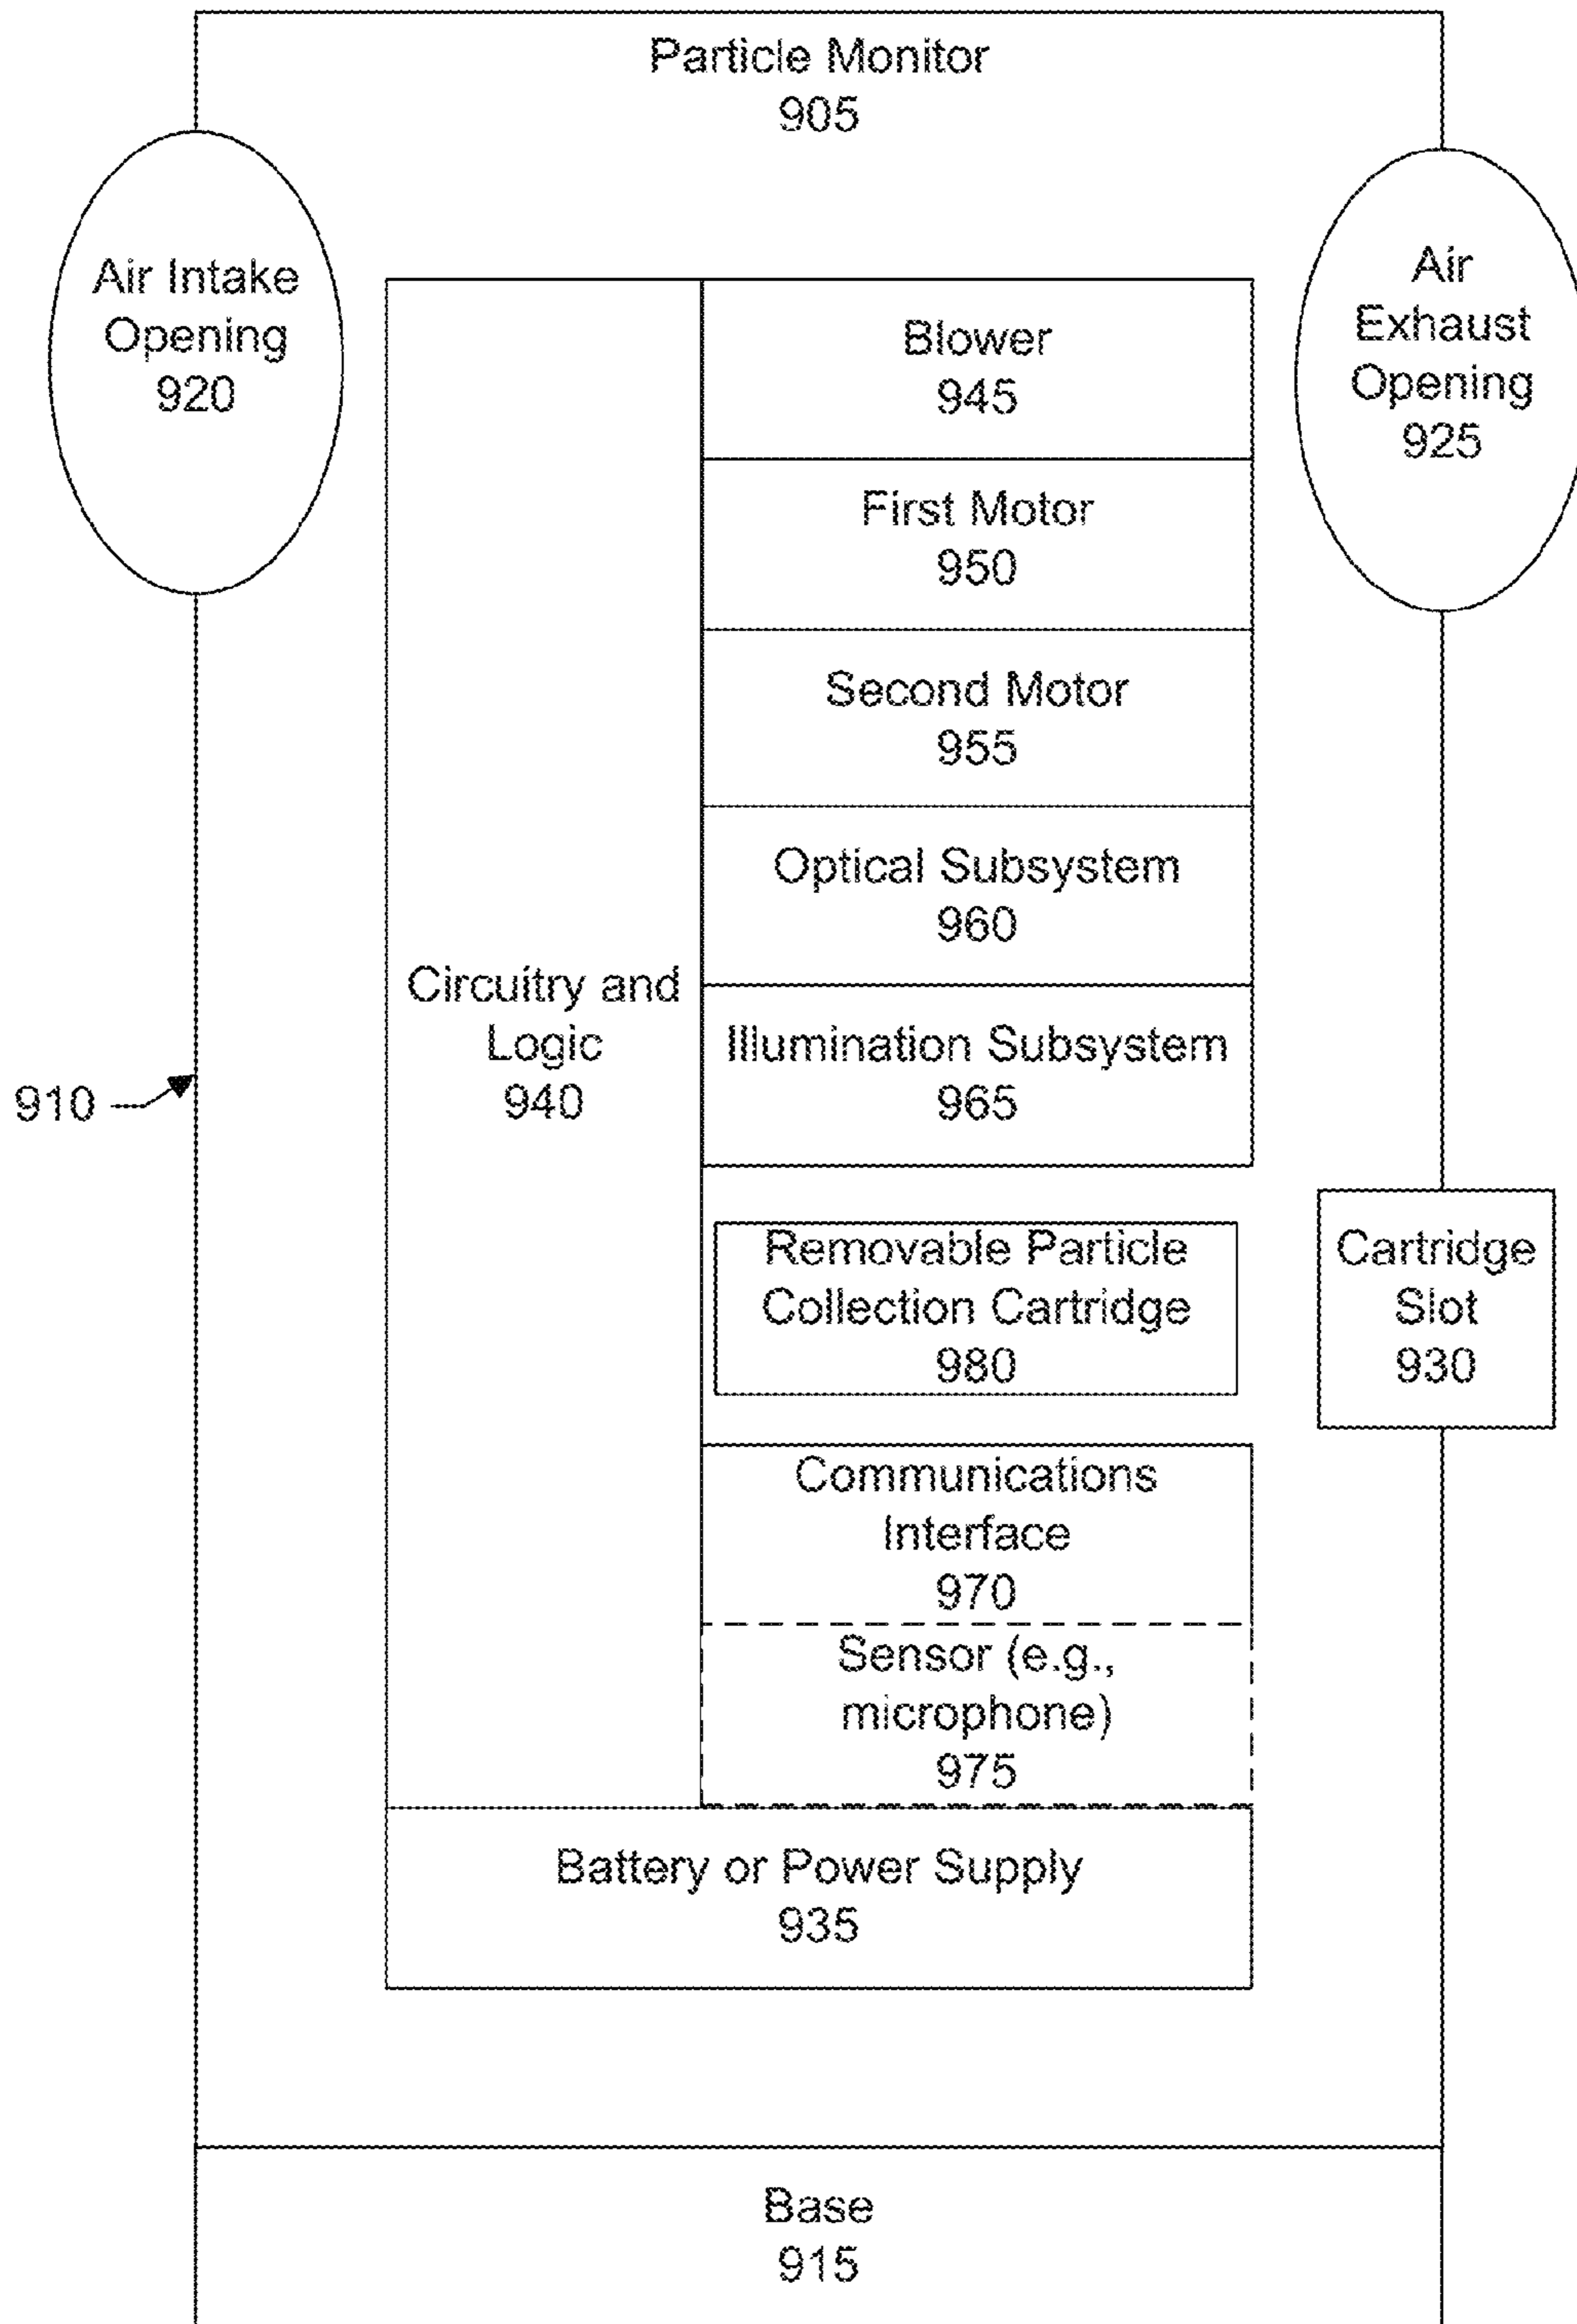 Particle Monitor
905
Air Intake
Opening
920
Air
Exhaust
Opening
925
Blower
945
First Motor
950
Second Motor
955
Optical Subsystem
960
Circuitry and
Logic
940
Illumination Subsystem
965
910
Removable Particle
Collection Cartridge
980
Cartridge
Slot
930
Communications
Interface
970
Sensor (e.g.,
microphone)
975
Battery or Power Supply
935
Base
915